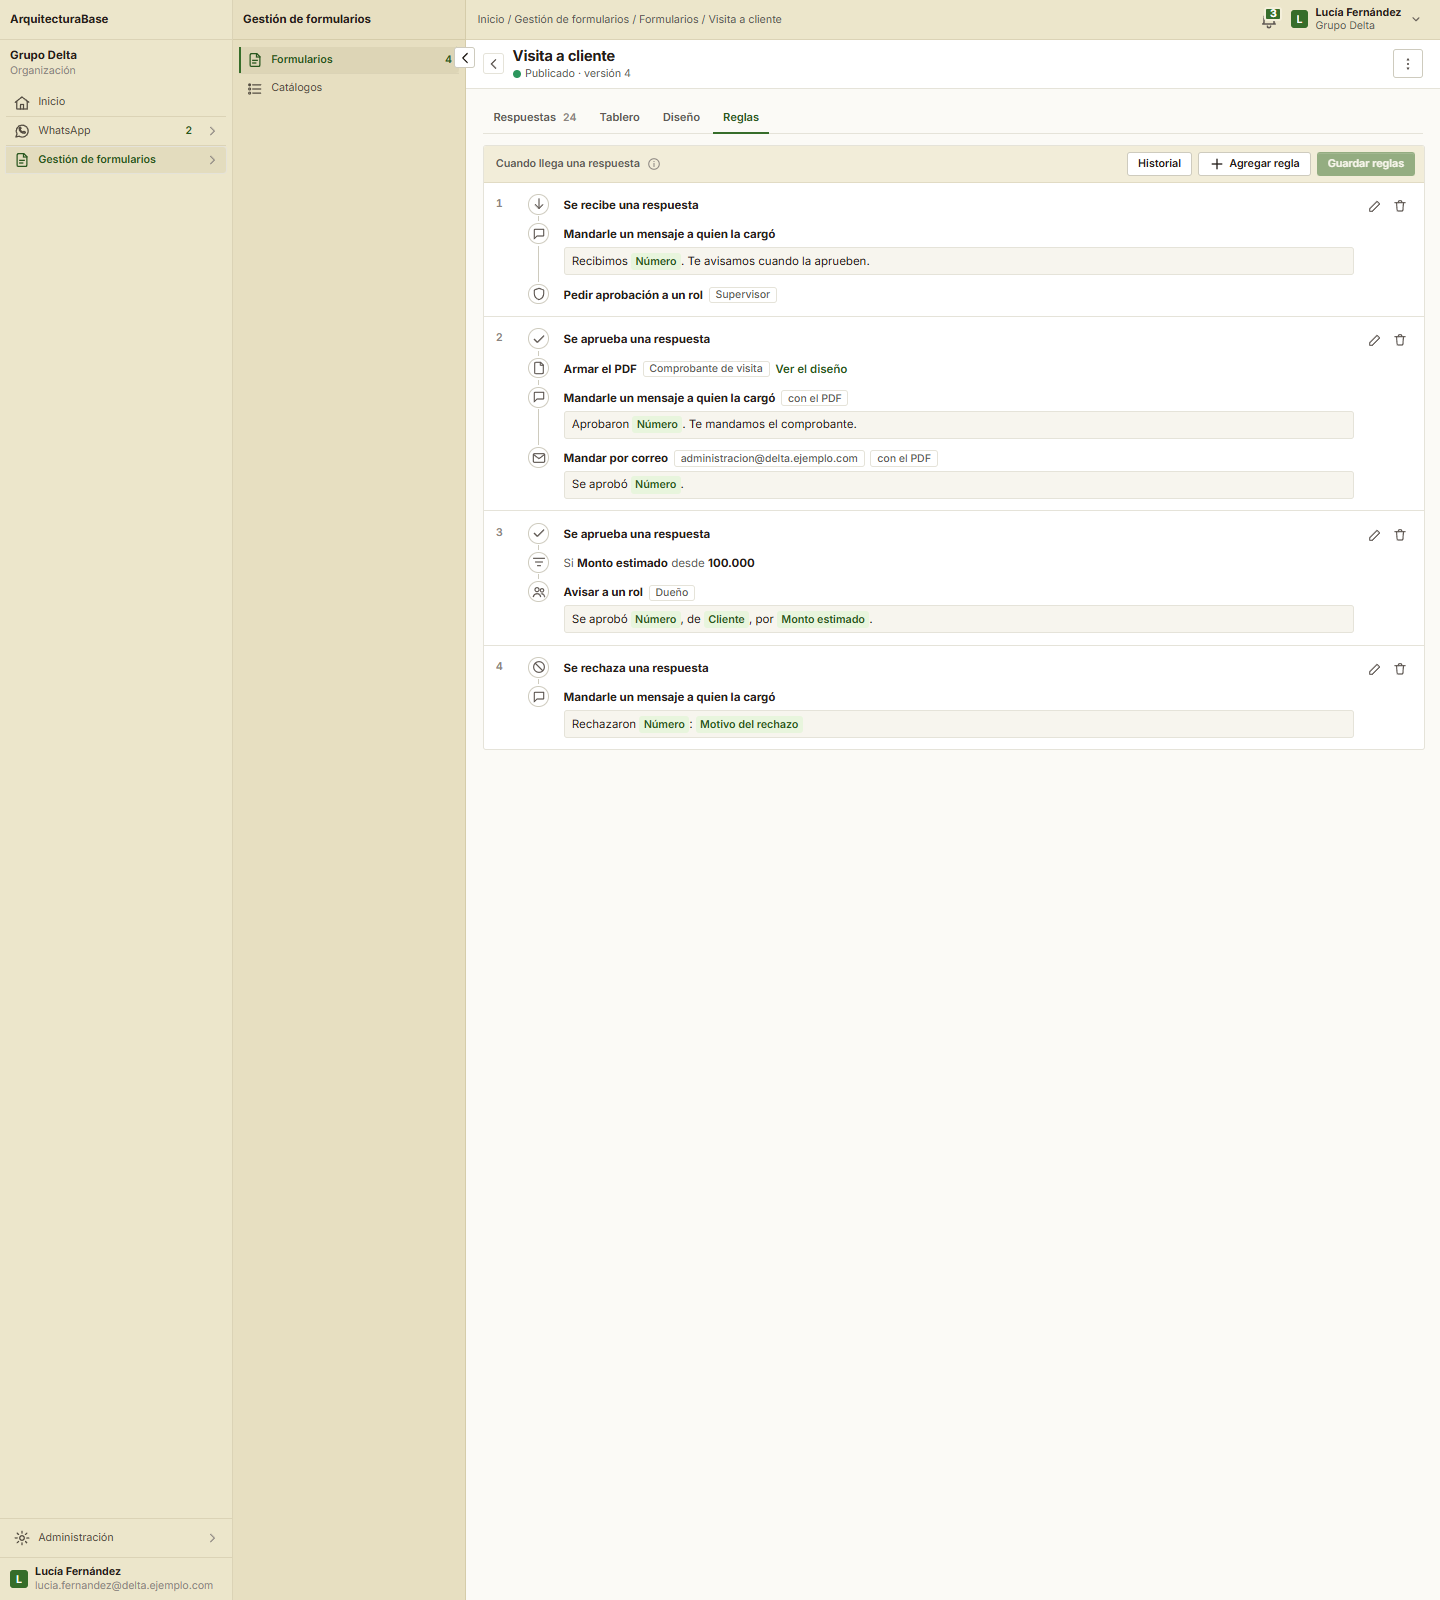 ArquitecturaBase
Grupo Delta
Organización
Inicio
WhatsApp 2
Gestión de formularios
Administración
L
Lucía Fernández
lucia.fernandez@delta.ejemplo.com
Gestión de formularios
Formularios 4
Catálogos
Inicio / Gestión de formularios / Formularios / Visita a cliente
3
L
Lucía Fernández
Grupo Delta
Visita a cliente
Publicado · versión 4
Respuestas 24 Tablero Diseño Reglas
Cuando llega una respuesta
Historial Agregar regla Guardar reglas
1 Se recibe una respuesta
Mandarle un mensaje a quien la cargó
Recibimos Número . Te avisamos cuando la aprueben.
Pedir aprobación a un rol Supervisor
2 Se aprueba una respuesta
Armar el PDF Comprobante de visita Ver el diseño
Mandarle un mensaje a quien la cargó con el PDF
Aprobaron Número . Te mandamos el comprobante.
Mandar por correo administracion@delta.ejemplo.com con el PDF
Se aprobó Número .
3 Se aprueba una respuesta
Si Monto estimado desde 100.000
Avisar a un rol Dueño
Se aprobó Número , de Cliente , por Monto estimado .
4 Se rechaza una respuesta
Mandarle un mensaje a quien la cargó
Rechazaron Número : Motivo del rechazo